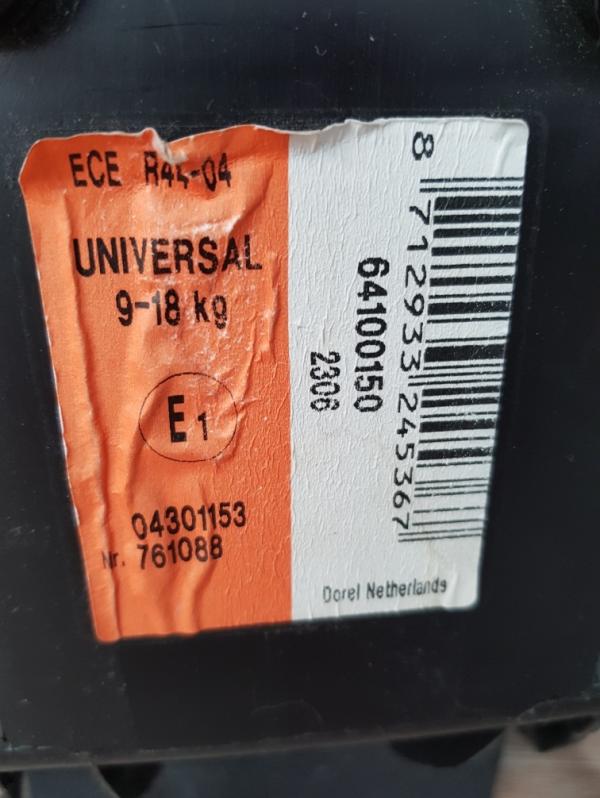 ECE R44-04
UNIVERSAL
9-18 kg
E1
04301153
Nr. 761088
64100150
2306
8 712933 245367
Dorel Netherlands